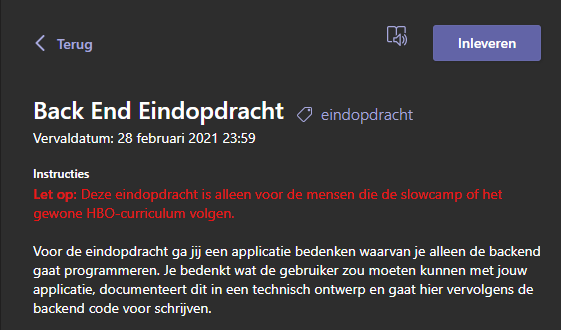 Terug
Inleveren
Back End Eindopdracht eindopdracht
Vervaldatum: 28 februari 2021 23:59
Instructies
Let op: Deze eindopdracht is alleen voor de mensen die de slowcamp of het
gewone HBO-curriculum volgen.
Voor de eindopdracht ga jij een applicatie bedenken waarvan je alleen de backend
gaat programmeren. Je bedenkt wat de gebruiker zou moeten kunnen met jouw
applicatie, documenteert dit in een technisch ontwerp en gaat hier vervolgens de
backend code voor schrijven.